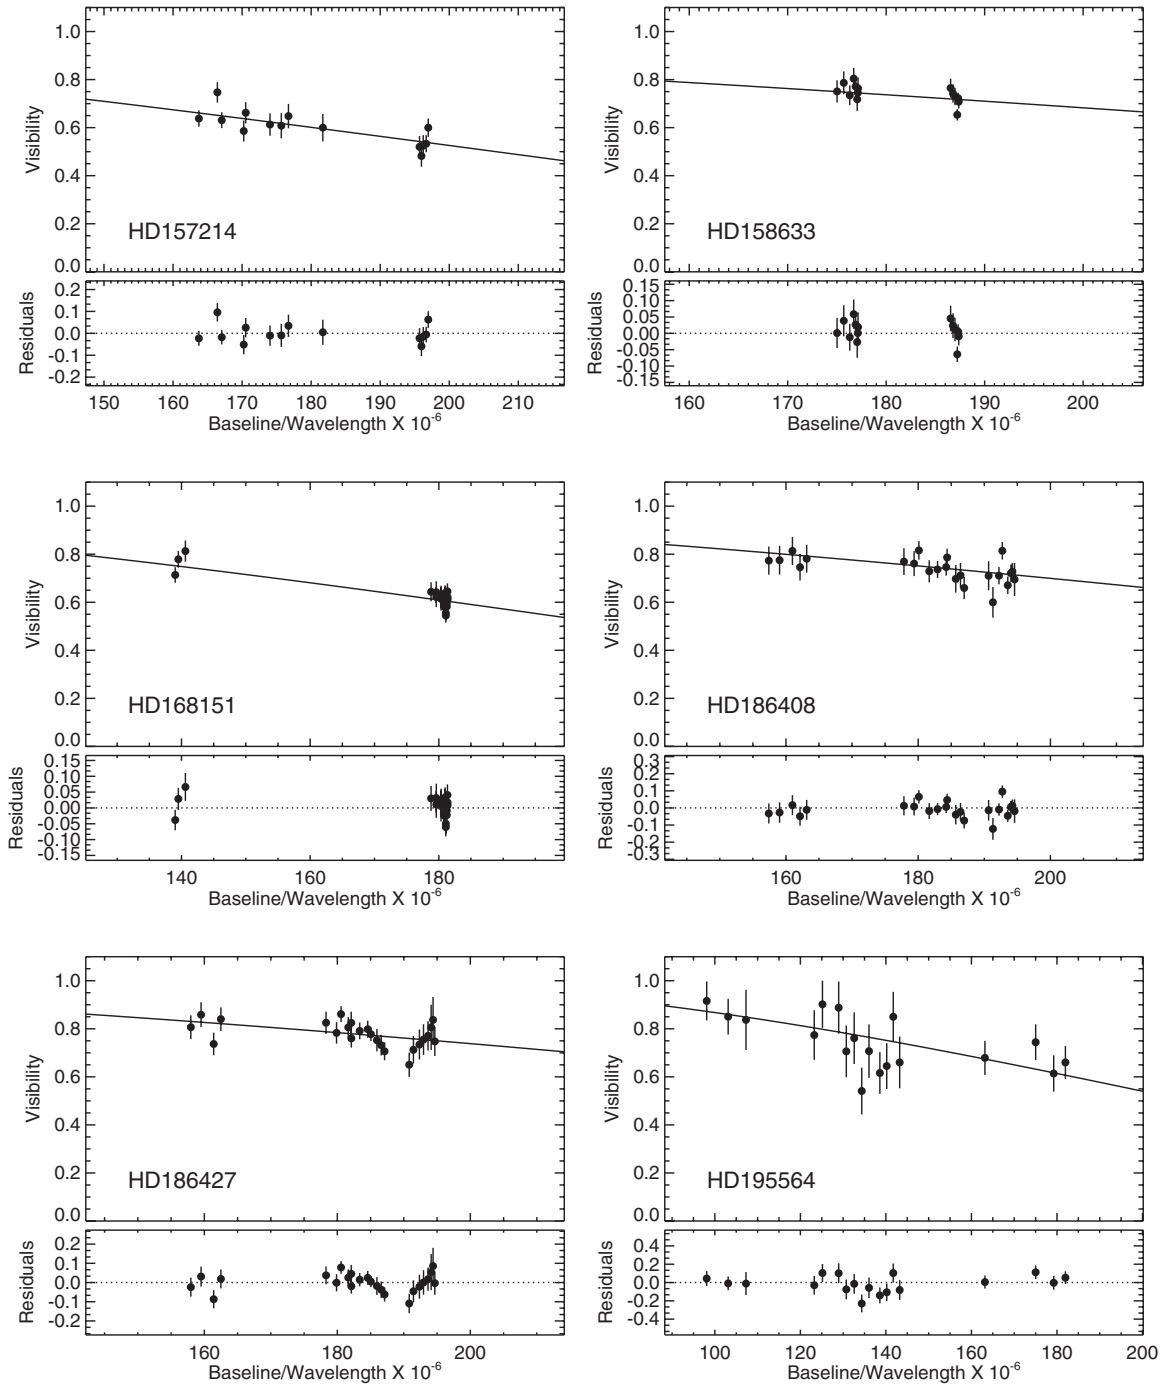 1.0
0.8
0.6
0.4
0.2
0.0
Visibility
HD157214
0.2
0.1
0.0
-0.1
-0.2
Residuals
150 160 170 180 190 200 210
Baseline/Wavelength X 10-6
1.0
0.8
0.6
0.4
0.2
0.0
Visibility
HD158633
0.15
0.10
0.05
0.00
-0.05
-0.10
-0.15
Residuals
160 170 180 190 200
Baseline/Wavelength X 10-6
1.0
0.8
0.6
0.4
0.2
0.0
Visibility
HD168151
0.15
0.10
0.05
0.00
-0.05
-0.10
-0.15
Residuals
140 160 180
Baseline/Wavelength X 10-6
1.0
0.8
0.6
0.4
0.2
0.0
Visibility
HD186408
0.3
0.2
0.1
0.0
-0.1
-0.2
-0.3
Residuals
160 180 200
Baseline/Wavelength X 10-6
1.0
0.8
0.6
0.4
0.2
0.0
Visibility
HD186427
0.2
0.1
0.0
-0.1
-0.2
Residuals
160 180 200
Baseline/Wavelength X 10-6
1.0
0.8
0.6
0.4
0.2
0.0
Visibility
HD195564
0.4
0.2
0.0
-0.2
-0.4
Residuals
100 120 140 160 180 200
Baseline/Wavelength X 10-6